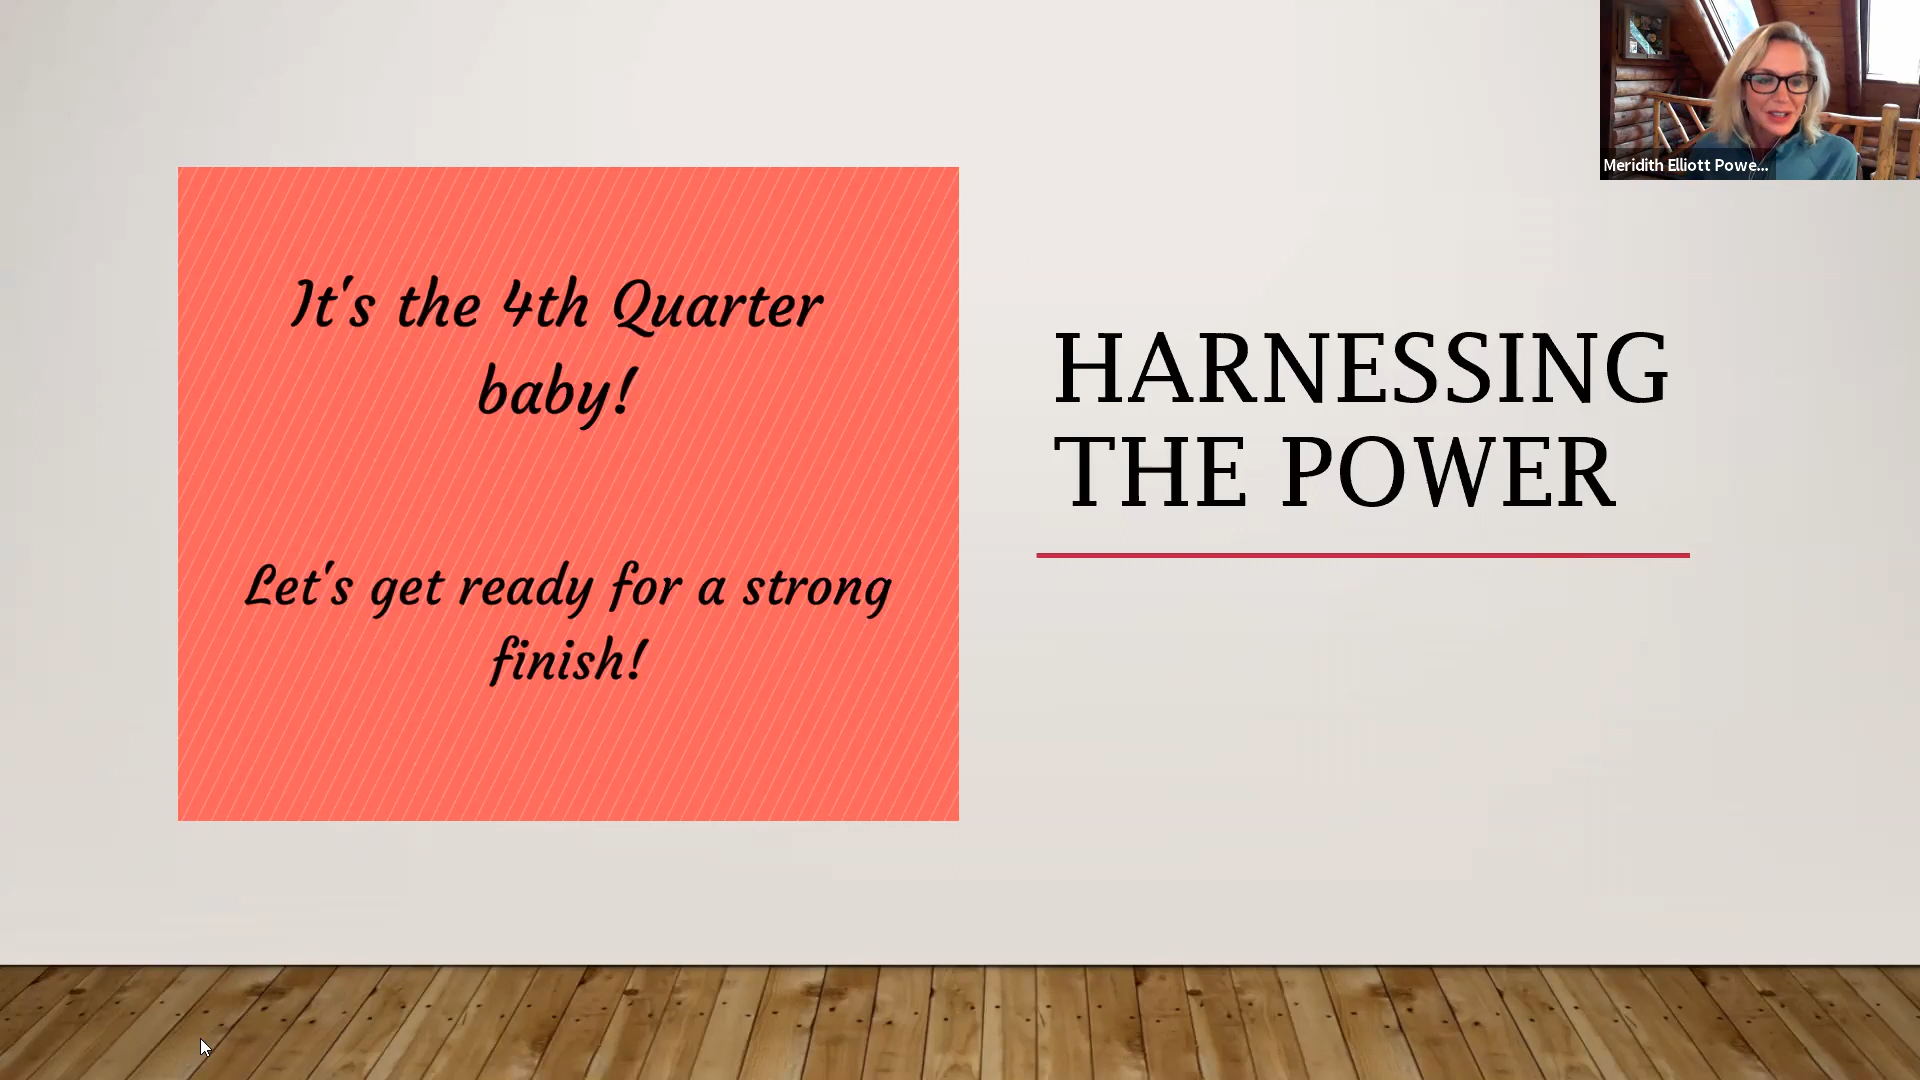 It's the 4th Quarter
baby!
Let's get ready for a strong
finish!
HARNESSING
THE POWER
Meridith Elliott Powe...